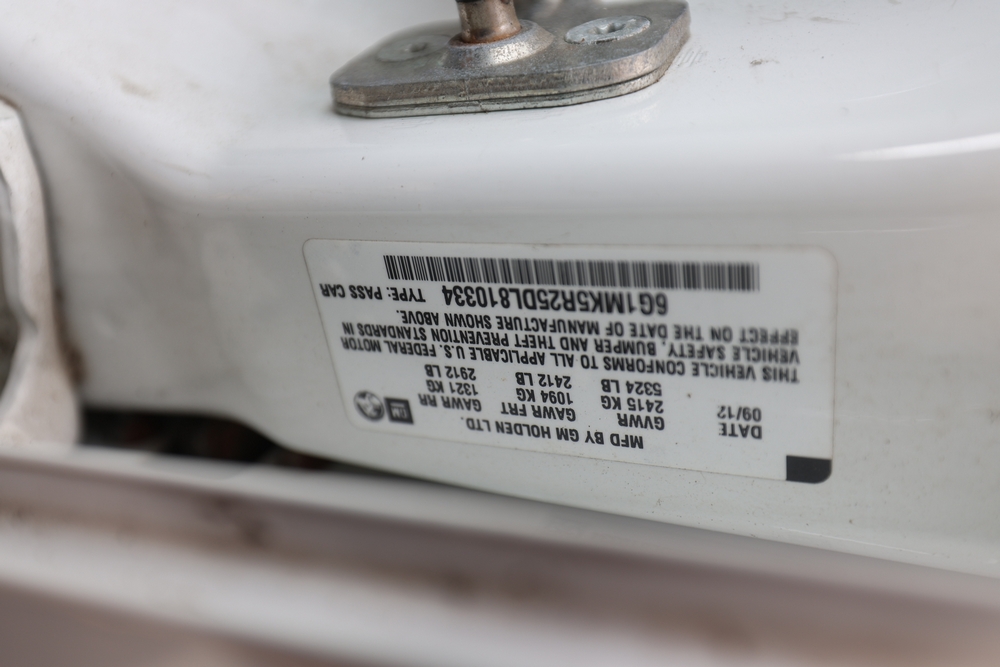 MFD BY GM HOLDEN LTD.
DATE GVWR GAWR FRT GAWR RR
09/12 2415 KG 1094 KG 1321 KG
5324 LB 2412 LB 2912 LB
THIS VEHICLE CONFORMS TO ALL APPLICABLE U.S. FEDERAL MOTOR
VEHICLE SAFETY, BUMPER AND THEFT PREVENTION STANDARDS IN
EFFECT ON THE DATE OF MANUFACTURE SHOWN ABOVE.
6G1MK5R25DL810334 TYPE: PASS CAR
GM